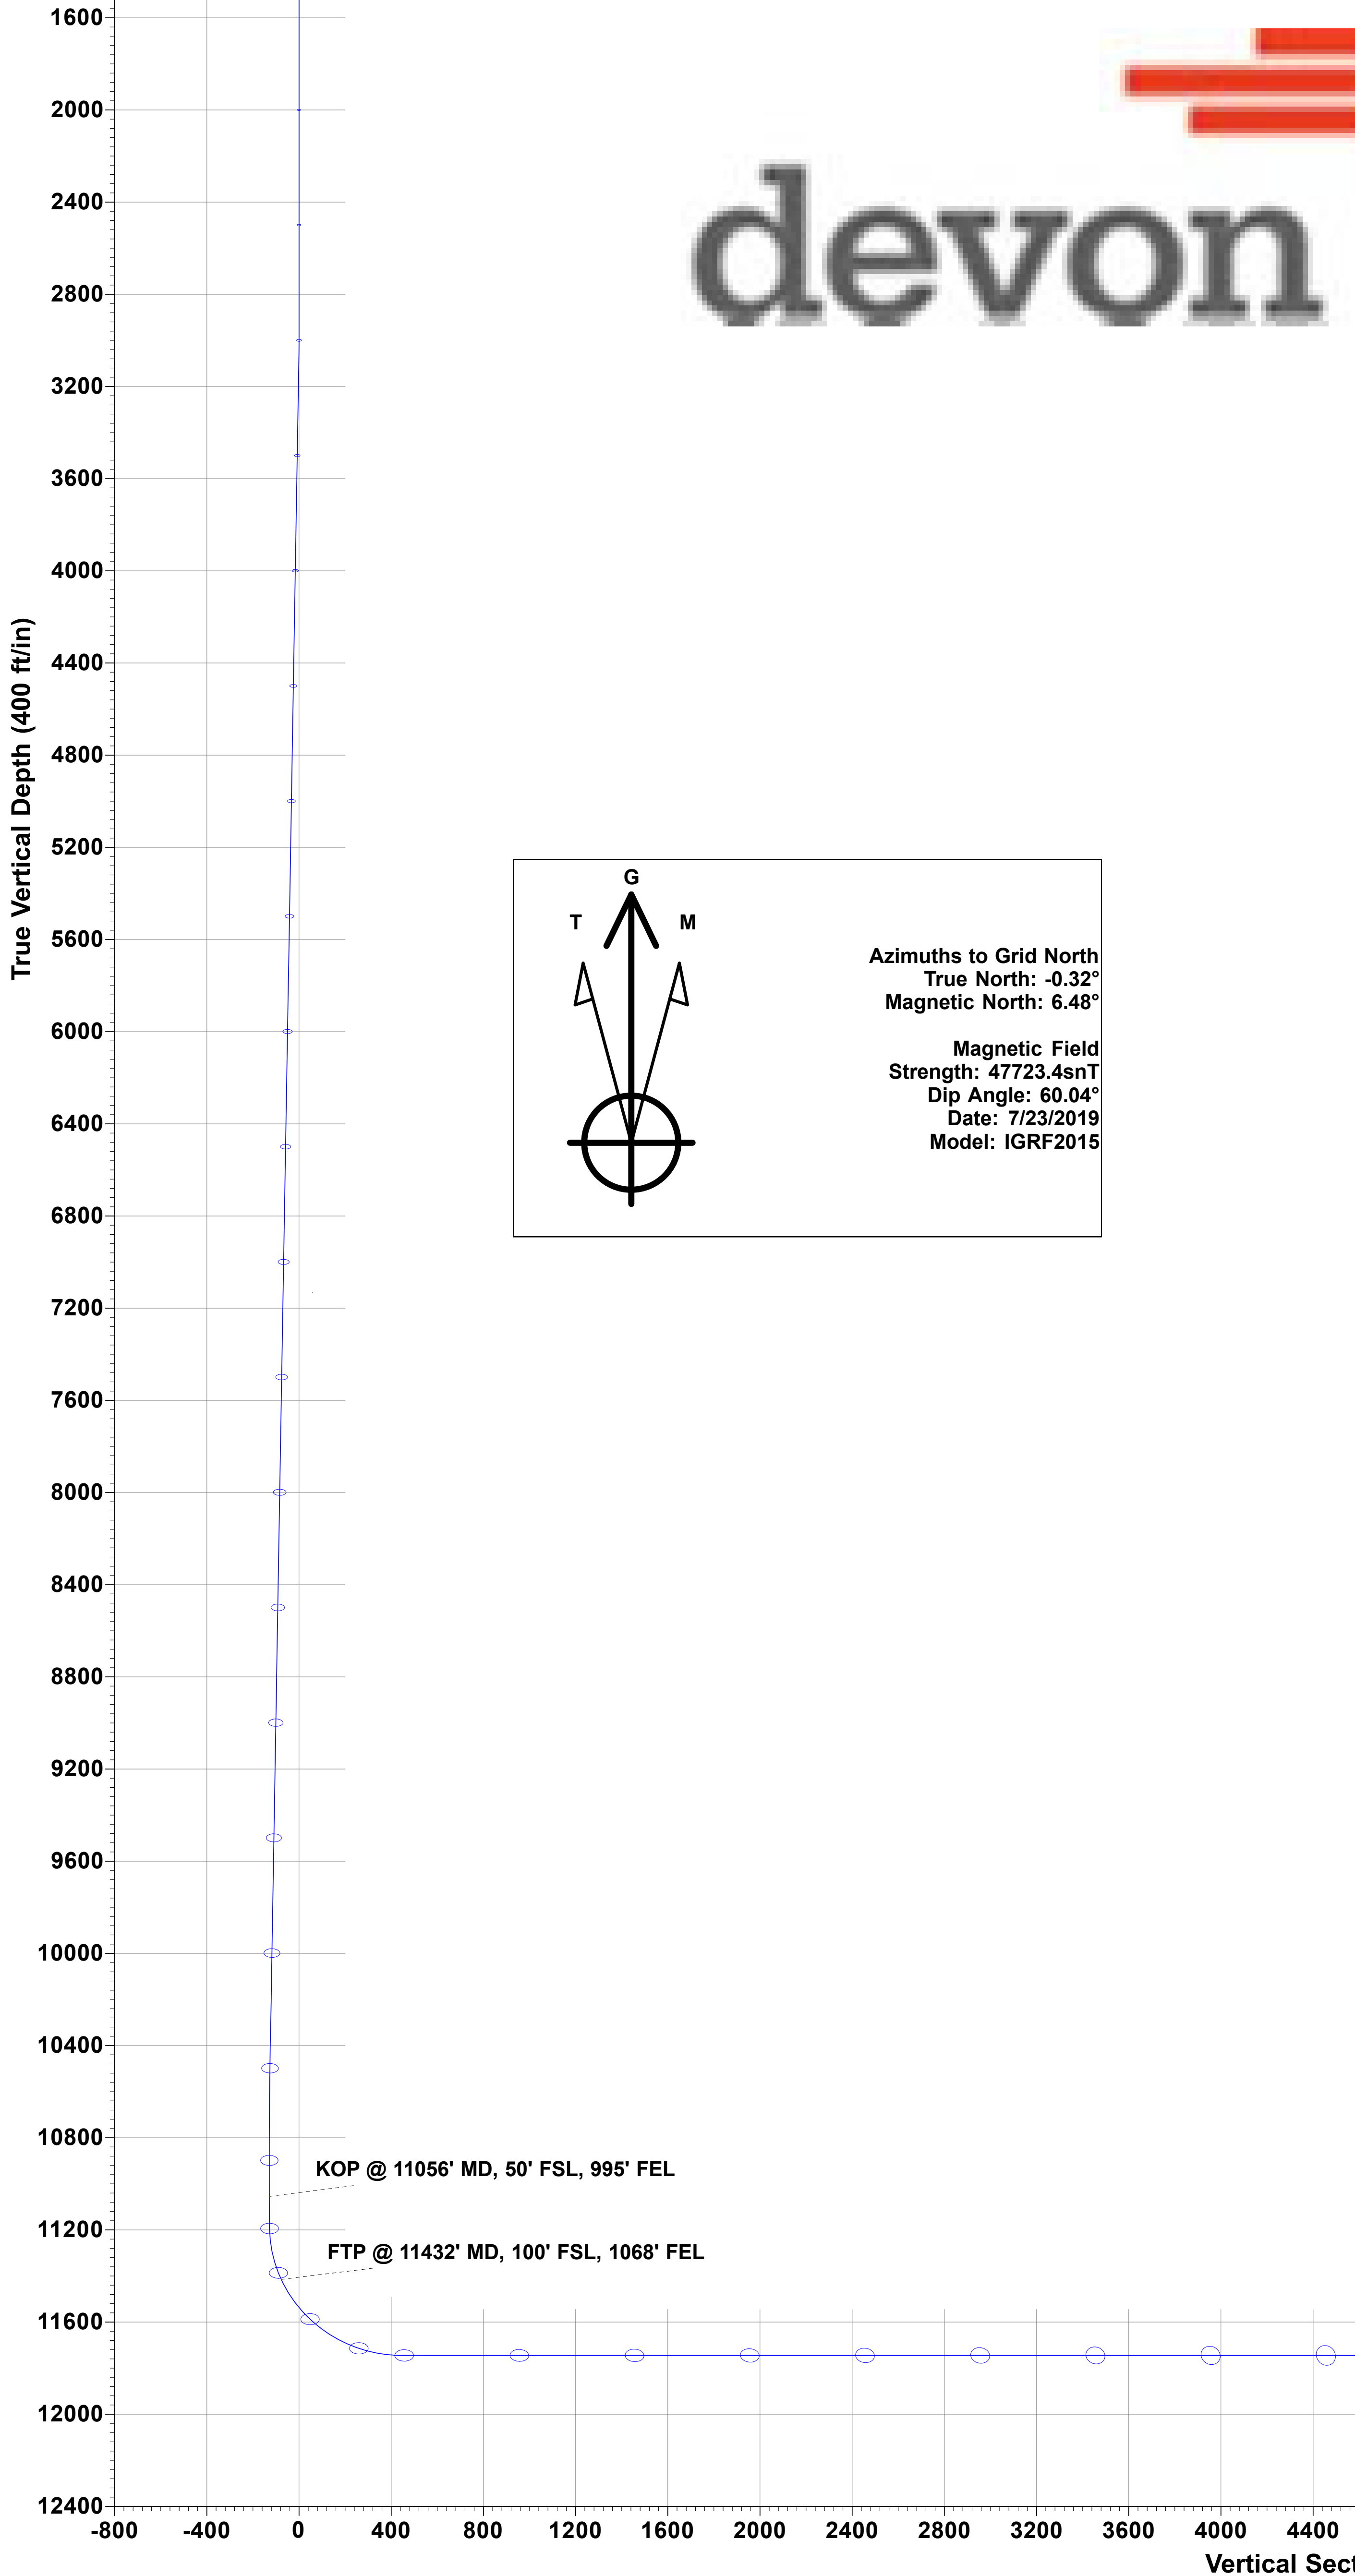 devon
True Vertical Depth (400 ft/in)
1600
2000
2400
2800
3200
3600
4000
4400
4800
5200
5600
6000
6400
6800
7200
7600
8000
8400
8800
9200
9600
10000
10400
10800
11200
11600
12000
12400
G
T M
Azimuths to Grid North
True North: -0.32°
Magnetic North: 6.48°
Magnetic Field
Strength: 47723.4snT
Dip Angle: 60.04°
Date: 7/23/2019
Model: IGRF2015
KOP @ 11056' MD, 50' FSL, 995' FEL
FTP @ 11432' MD, 100' FSL, 1068' FEL
-800 -400 0 400 800 1200 1600 2000 2400 2800 3200 3600 4000 4400
Vertical Sect